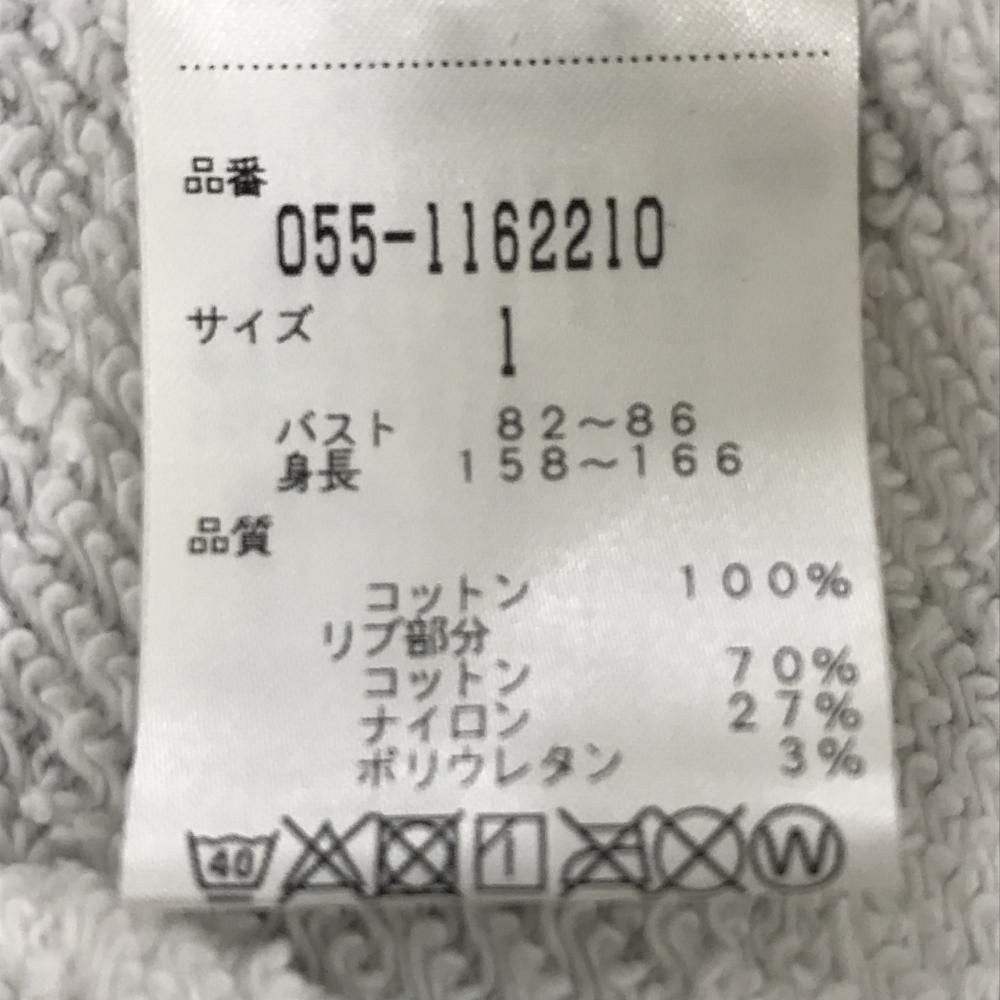 品番
055-1162210
サイズ 1
バスト 82～86
身長 158～166
品質
コットン 100%
リブ部分
コットン 70%
ナイロン 27%
ポリウレタン 3%
40 W